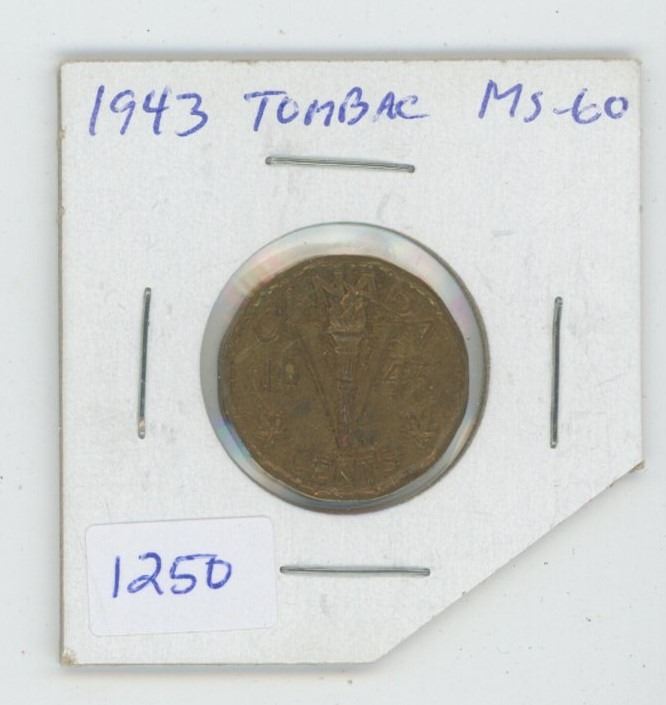 1943 TOMBAC MS-60
CANADA
19 43
CENTS
1250